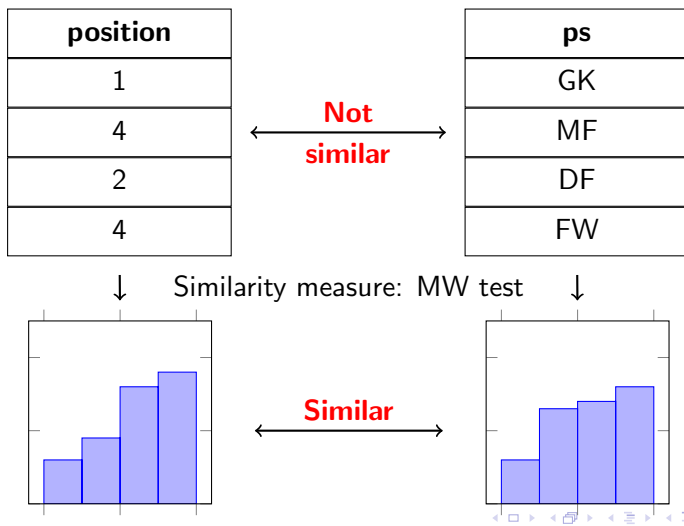 position
1
4
2
4
Not
similar
ps
GK
MF
DF
FW
Similarity measure: MW test
Similar